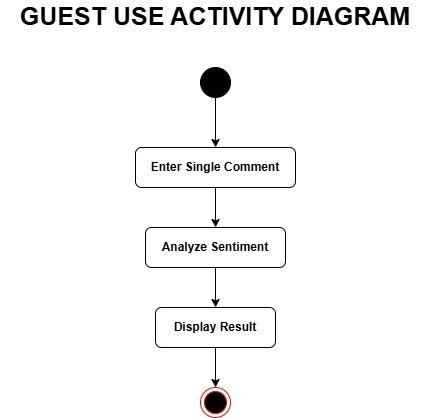 GUEST USE ACTIVITY DIAGRAM
Enter Single Comment
Analyze Sentiment
Display Result